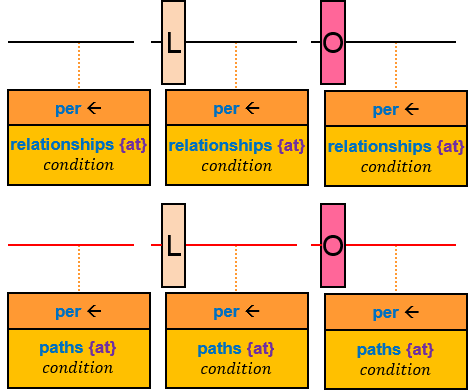 L O
per ← per ← per ←
relationships {at} relationships {at} relationships {at}
condition condition condition
L O
per ← per ← per ←
paths {at} paths {at} paths {at}
condition condition condition